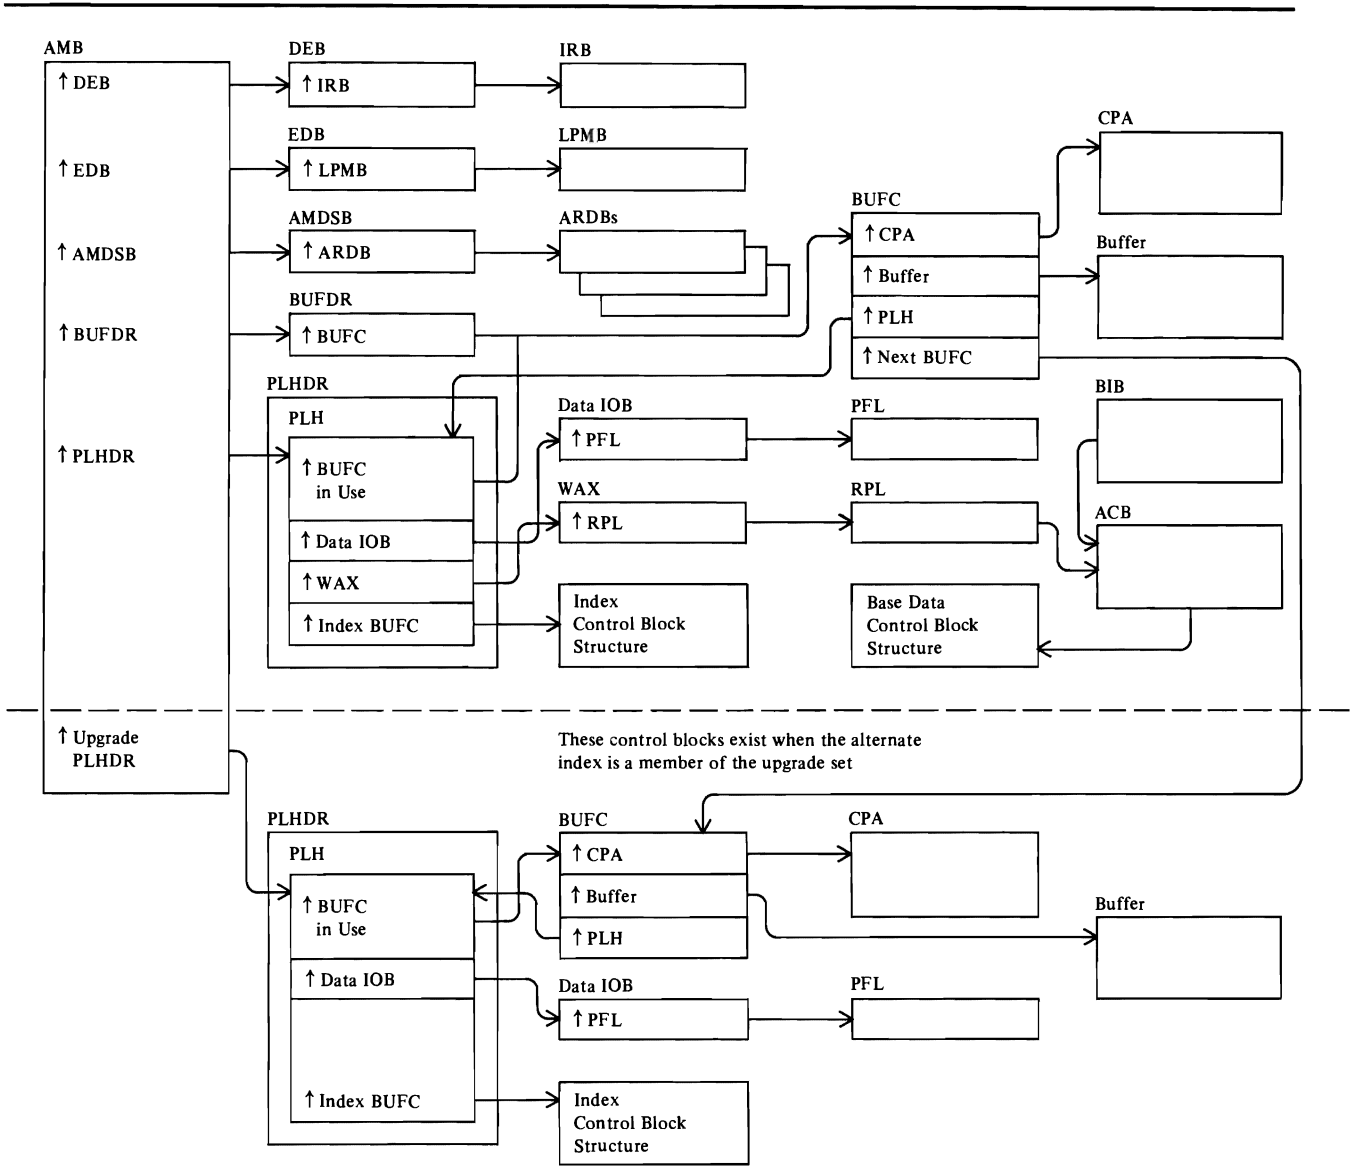 AMB
↑ DEB
↑ EDB
↑ AMDSB
↑ BUFDR
↑ PLHDR
↑ Upgrade
PLHDR
DEB
↑ IRB
IRB
EDB
↑ LPMB
LPMB
AMDSB
↑ ARDB
ARDBs
BUFDR
↑ BUFC
BUFC
↑ CPA
↑ Buffer
↑ PLH
↑ Next BUFC
CPA
Buffer
PLHDR
PLH
↑ BUFC
in Use
↑ Data IOB
↑ WAX
↑ Index BUFC
Data IOB
↑ PFL
PFL
WAX
↑ RPL
RPL
BIB
ACB
Index
Control Block
Structure
Base Data
Control Block
Structure
These control blocks exist when the alternate
index is a member of the upgrade set
PLHDR
PLH
↑ BUFC
in Use
↑ Data IOB
↑ Index BUFC
BUFC
↑ CPA
↑ Buffer
↑ PLH
CPA
Buffer
Data IOB
↑ PFL
PFL
Index
Control Block
Structure